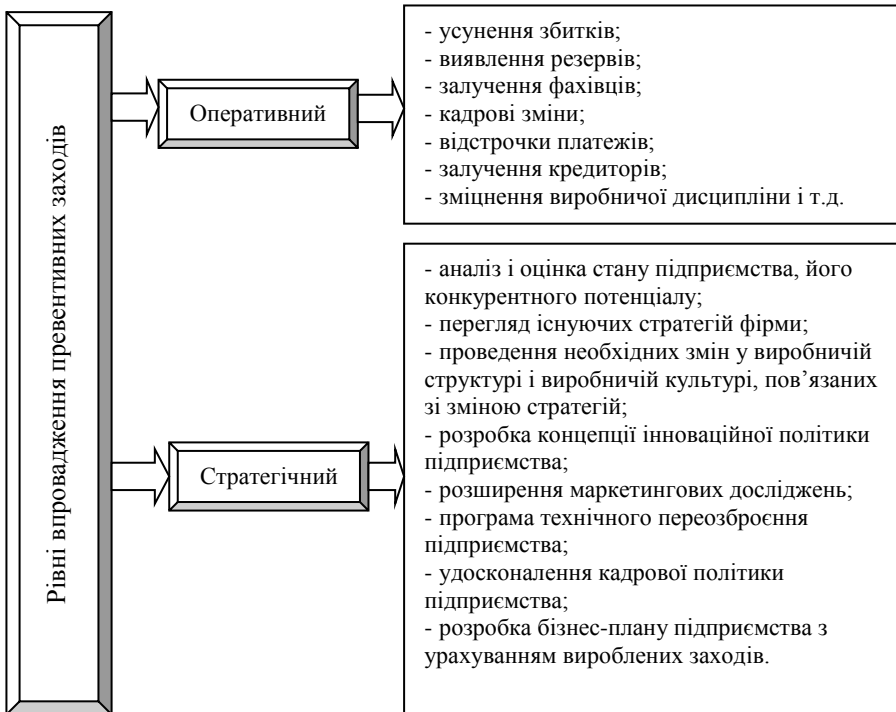 Рівні впровадження превентивних заходів
Оперативний
- усунення збитків;
- виявлення резервів;
- залучення фахівців;
- кадрові зміни;
- відстрочки платежів;
- залучення кредиторів;
- зміцнення виробничої дисципліни і т.д.
Стратегічний
- аналіз і оцінка стану підприємства, його
конкурентного потенціалу;
- перегляд існуючих стратегій фірми;
- проведення необхідних змін у виробничій
структурі і виробничій культурі, пов’язаних
зі зміною стратегій;
- розробка концепції інноваційної політики
підприємства;
- розширення маркетингових досліджень;
- програма технічного переозброєння
підприємства;
- удосконалення кадрової політики
підприємства;
- розробка бізнес-плану підприємства з
урахуванням вироблених заходів.